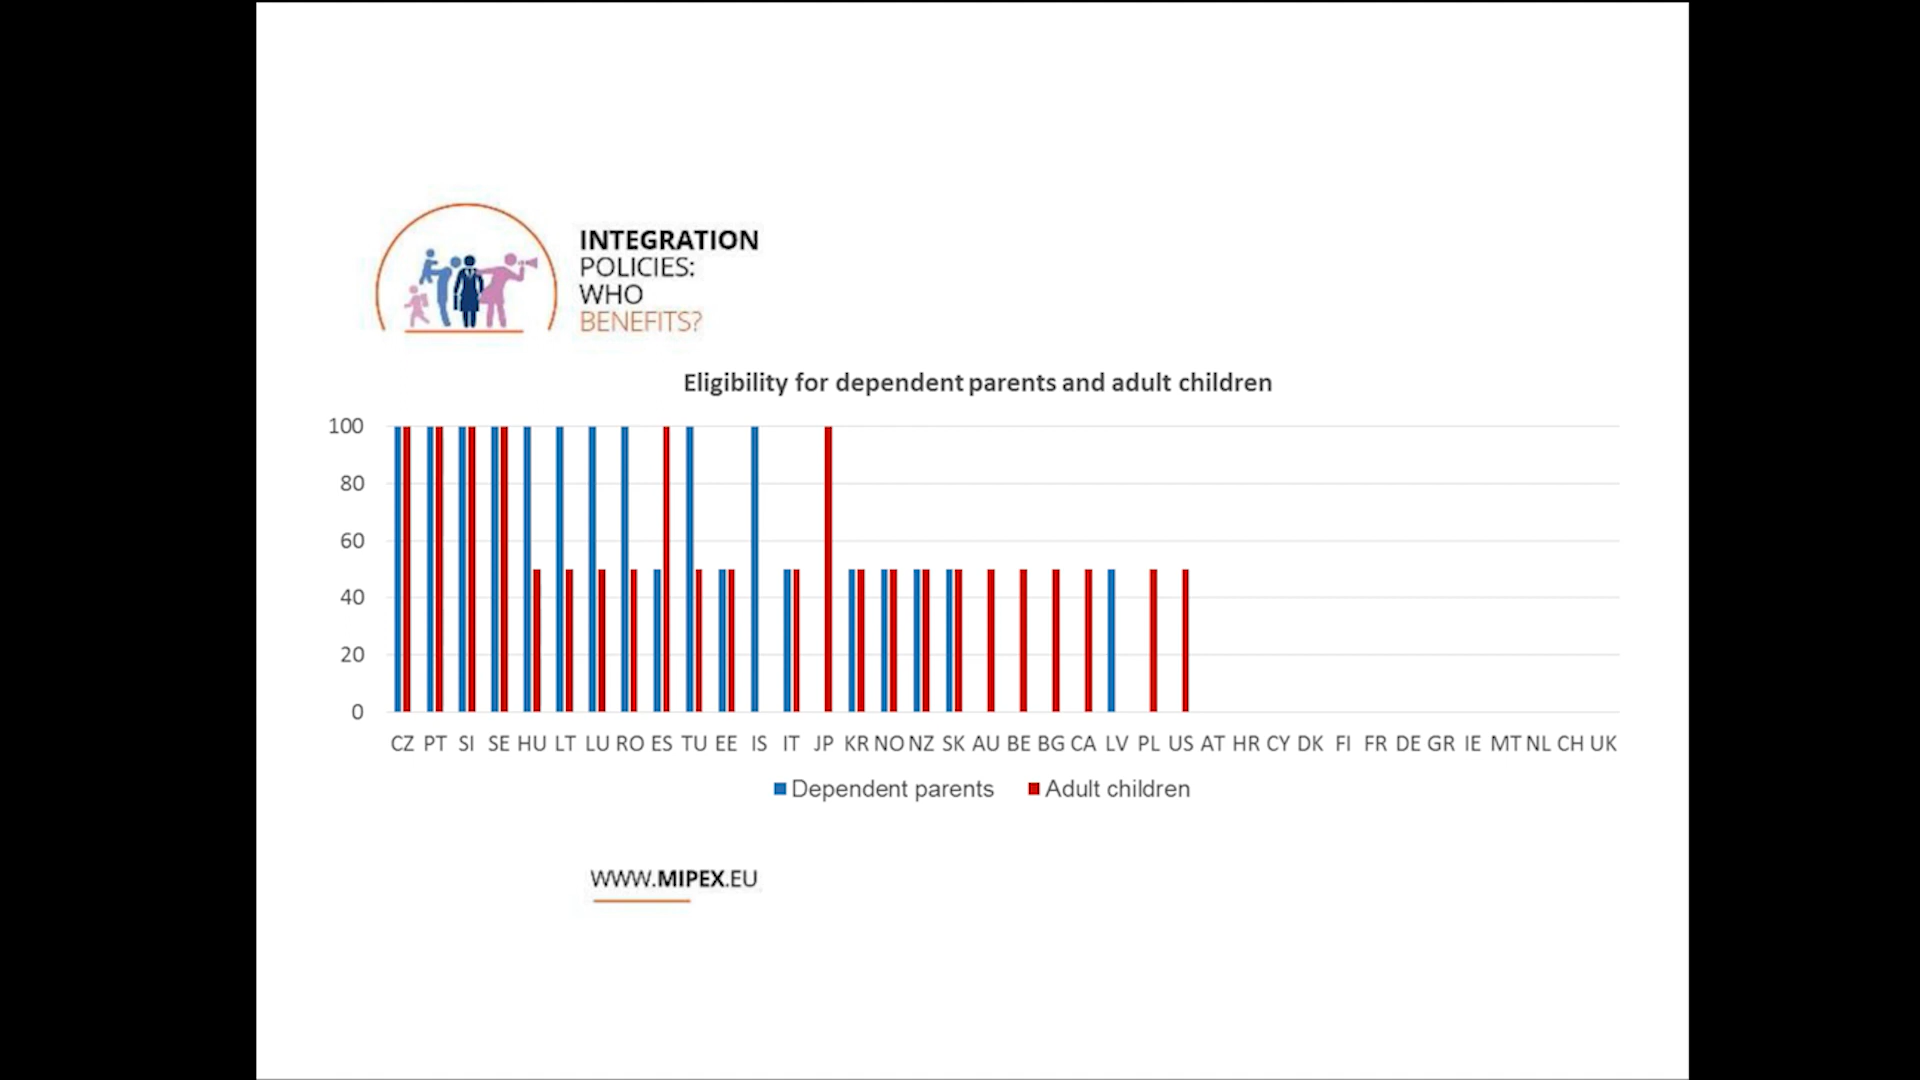 INTEGRATION
POLICIES:
WHO
BENEFITS?
Eligibility for dependent parents and adult children
100
80
60
40
20
0
CZ PT SI SE HU LT LU RO ES TU EE IS IT JP KR NO NZ SK AU BE BG CA LV PL US AT HR CY DK FI FR DE GR IE MT NL CH UK
Dependent parents Adult children
WWW.MIPEX.EU